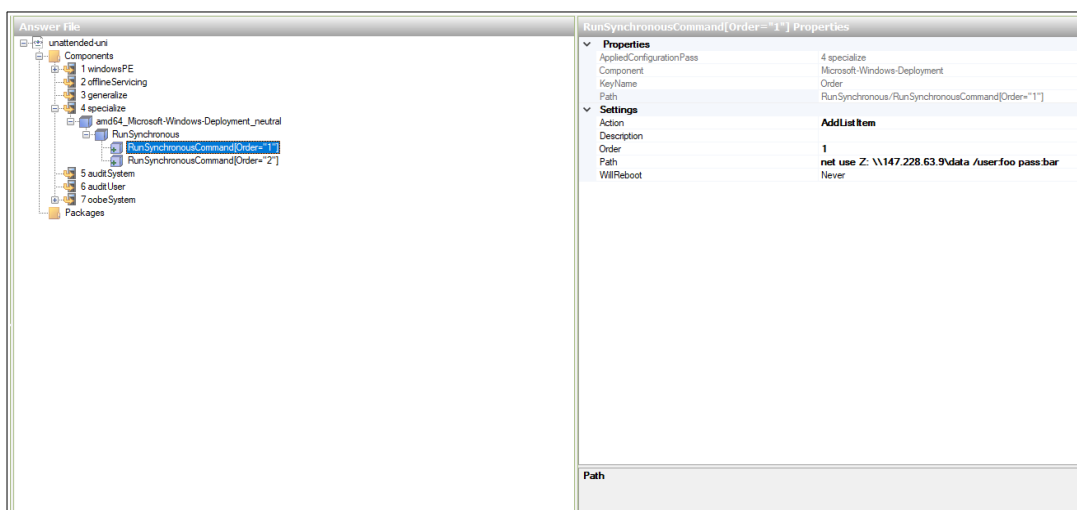 Answer File
unattended-uni
Components
1 windowsPE
2 offlineServicing
3 generalize
4 specialize
amd64_Microsoft-Windows-Deployment_neutral
RunSynchronous
RunSynchronousCommand[Order="1"]
RunSynchronousCommand[Order="2"]
5 auditSystem
6 auditUser
7 oobeSystem
Packages
RunSynchronousCommand[Order="1"] Properties
Properties
AppliedConfigurationPass 4 specialize
Component Microsoft-Windows-Deployment
KeyName Order
Path RunSynchronous/RunSynchronousCommand[Order="1"]
Settings
Action AddListItem
Description
Order 1
Path net use Z: \\147.228.63.9\data /user:foo pass:bar
WillReboot Never
Path